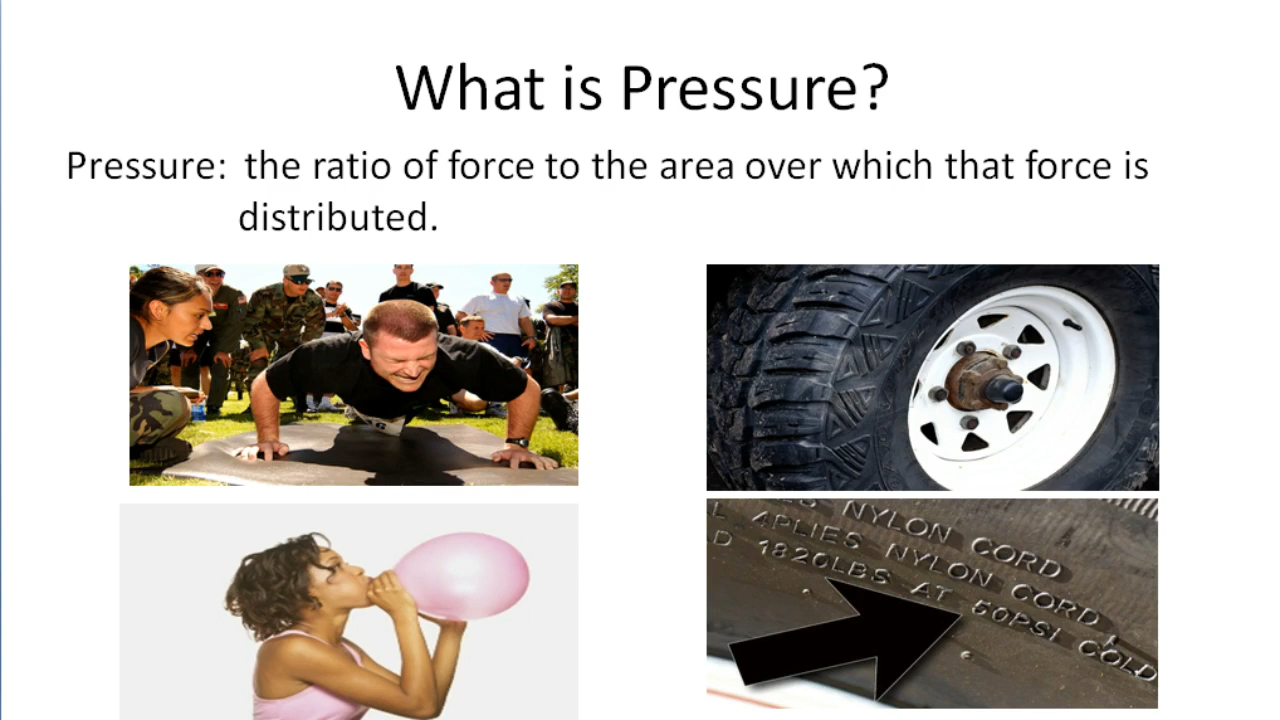 What is Pressure?
Pressure: the ratio of force to the area over which that force is
distributed.
NYLON CORD
APLIES NYLON CORD
1820LBS AT 50PSI COLD